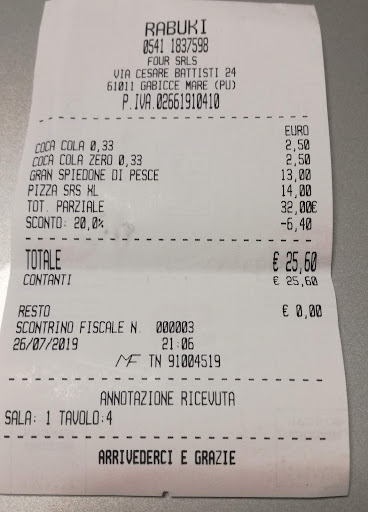 RABUKI
0541 1837598
FOUR SRLS
VIA CESARE BATTISTI 24
61011 GABICCE MARE (PU)
P.IVA.02661910410
EURO
COCA COLA 0,33 2,50
COCA COLA ZERO 0,33 2,50
GRAN SPIEDONE DI PESCE 13,00
PIZZA SRS XL 14,00
TOT. PARZIALE 32,00€
SCONTO: 20,0% -6,40
TOTALE € 25,60
CONTANTI € 25,60
RESTO € 0,00
SCONTRINO FISCALE N. 000003
26/07/2019 21:06
MF TN 91004519
ANNOTAZIONE RICEVUTA
SALA: 1 TAVOLO:4
ARRIVEDERCI E GRAZIE